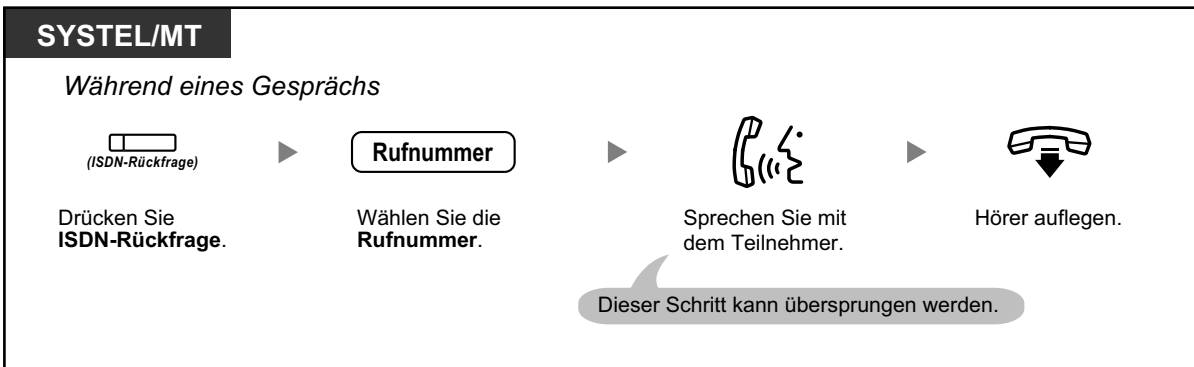 SYSTEL/MT
Während eines Gesprächs
(ISDN-Rückfrage)
Rufnummer
Drücken Sie
ISDN-Rückfrage.
Wählen Sie die
Rufnummer.
Sprechen Sie mit
dem Teilnehmer.
Hörer auflegen.
Dieser Schritt kann übersprungen werden.